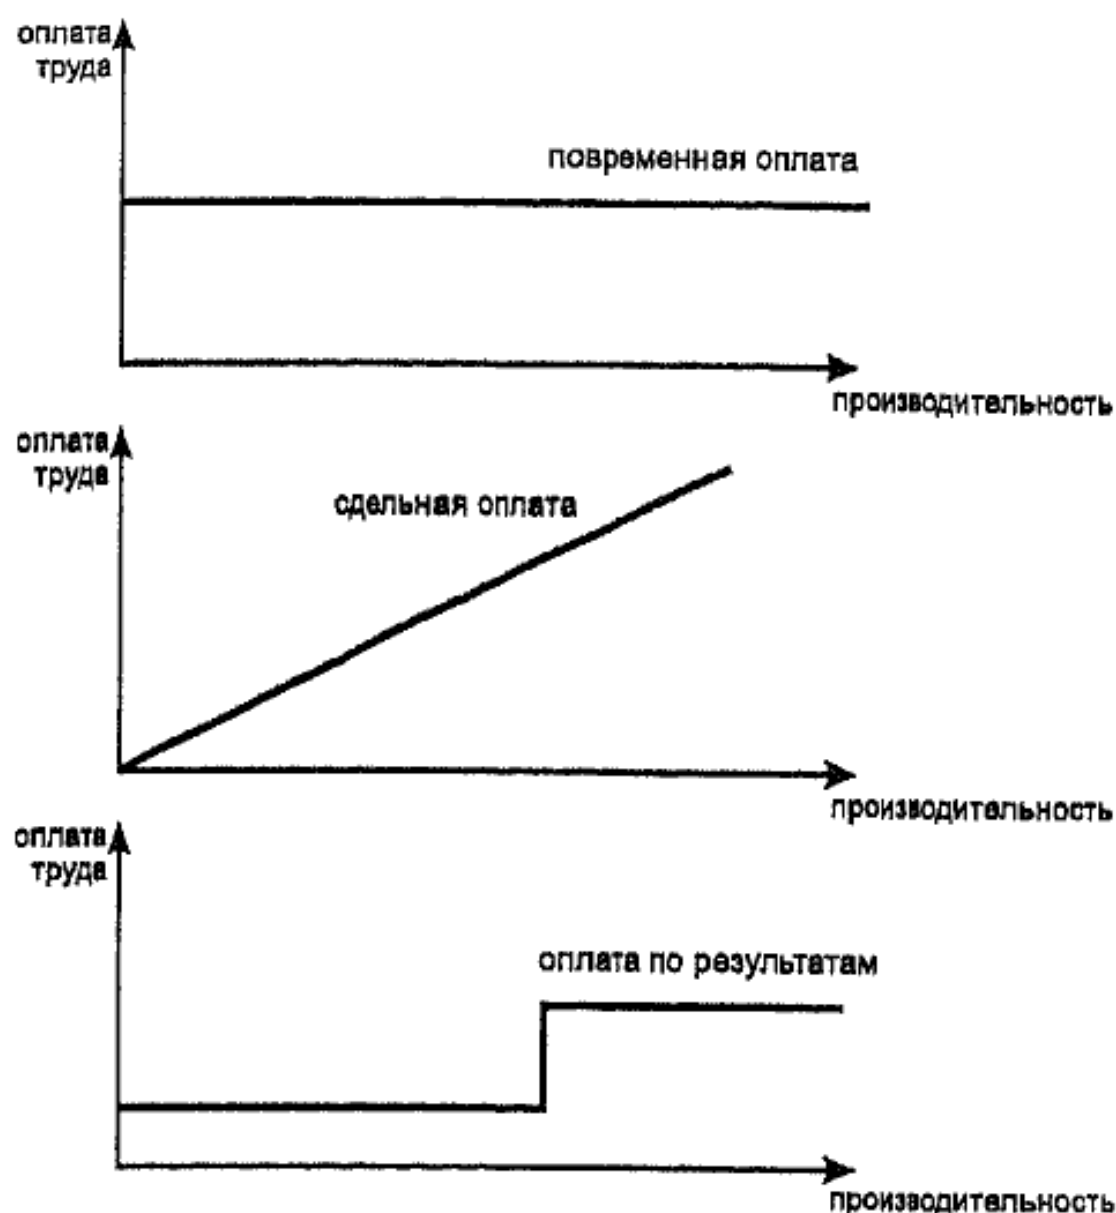 оплата
труда
повременная оплата
производительность
оплата
труда
сдельная оплата
производительность
оплата
труда
оплата по результатам
производительность